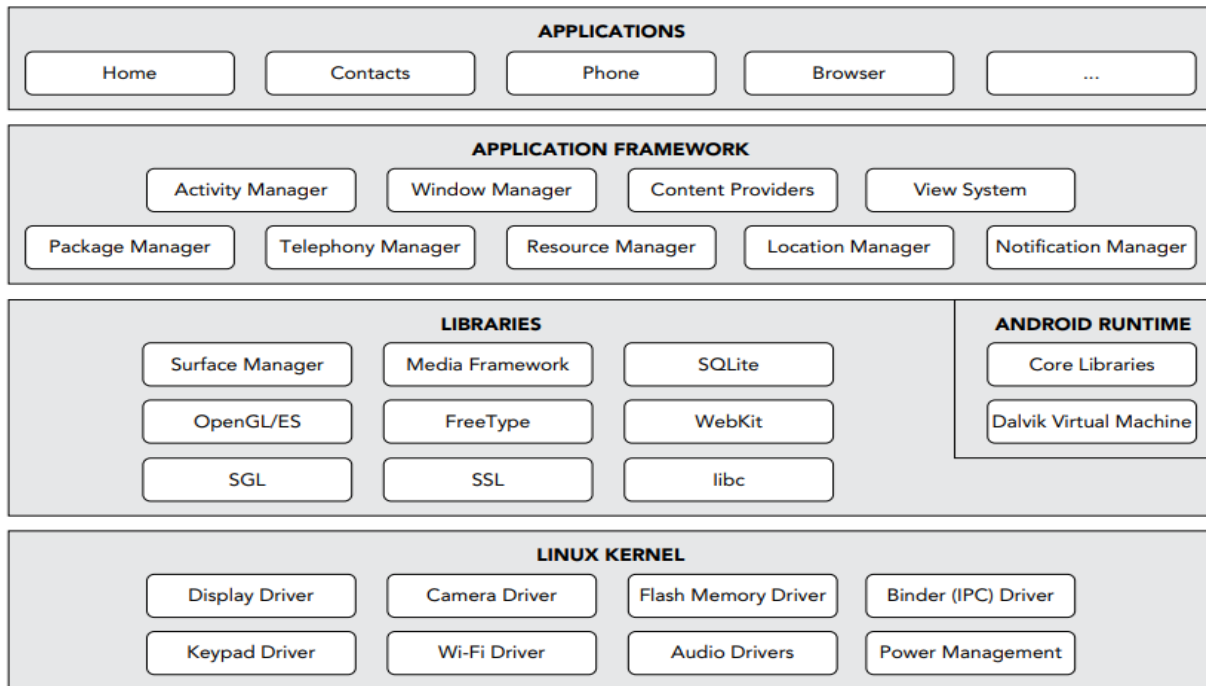 APPLICATIONS
Home Contacts Phone Browser ...
APPLICATION FRAMEWORK
Activity Manager Window Manager Content Providers View System
Package Manager Telephony Manager Resource Manager Location Manager Notification Manager
LIBRARIES
Surface Manager Media Framework SQLite
OpenGL/ES FreeType WebKit
SGL SSL libc
ANDROID RUNTIME
Core Libraries
Dalvik Virtual Machine
LINUX KERNEL
Display Driver Camera Driver Flash Memory Driver Binder (IPC) Driver
Keypad Driver Wi-Fi Driver Audio Drivers Power Management